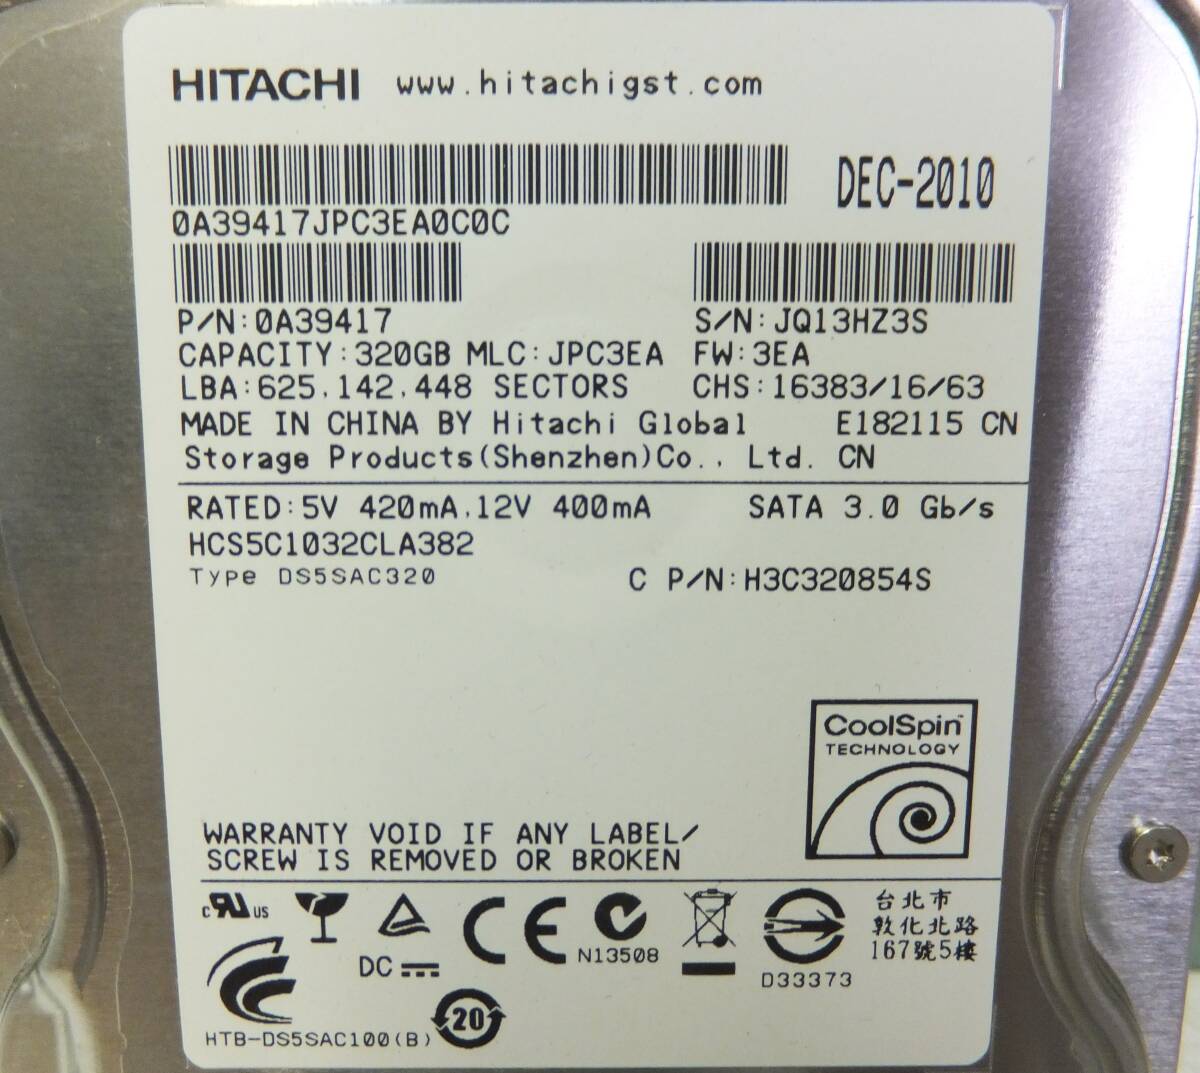 HITACHI www.hitachigst.com
DEC-2010
0A39417JPC3EA0C0C
P/N:0A39417 S/N:JQ13HZ3S
CAPACITY:320GB MLC:JPC3EA FW:3EA
LBA:625,142,448 SECTORS CHS:16383/16/63
MADE IN CHINA BY Hitachi Global E182115 CN
Storage Products(Shenzhen)Co., Ltd. CN
RATED:5V 420mA,12V 400mA SATA 3.0 Gb/s
HCS5C1032CLA382
Type DS5SAC320 C P/N:H3C320854S
CoolSpin™
TECHNOLOGY
WARRANTY VOID IF ANY LABEL/
SCREW IS REMOVED OR BROKEN
c RU us
DC
CE
N13508
D33373
台北市
敦化北路
167號5樓
HTB-DS5SAC100(B)
20